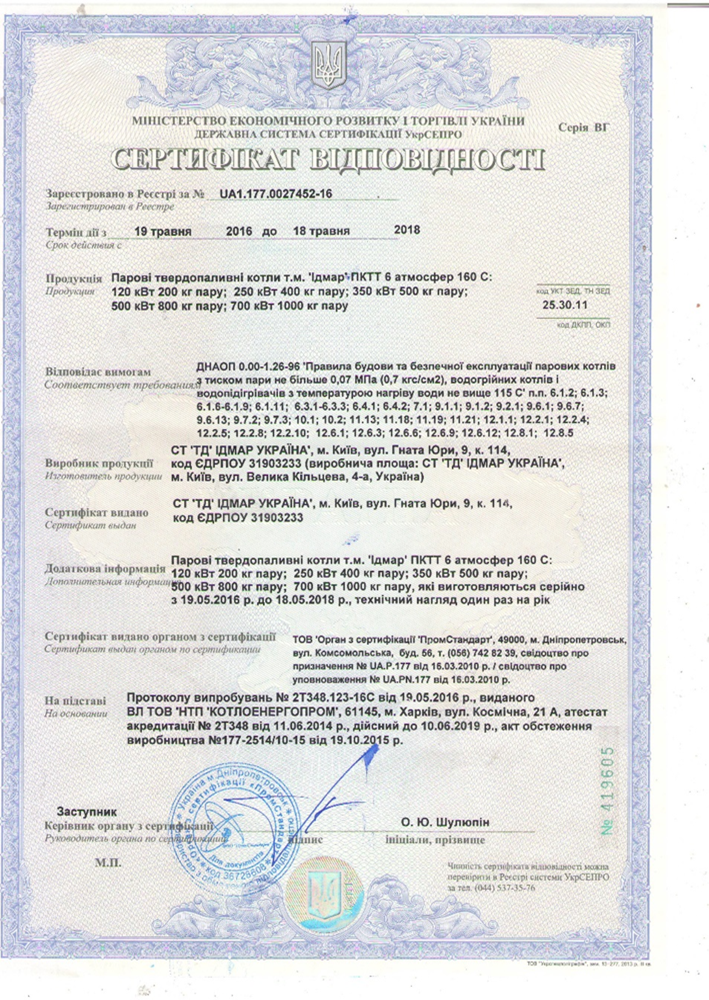 МІНІСТЕРСТВО ЕКОНОМІЧНОГО РОЗВИТКУ І ТОРГІВЛІ УКРАЇНИ
ДЕРЖАВНА СИСТЕМА СЕРТИФІКАЦІЇ УкрСЕПРО
Серія ВГ
СЕРТИФІКАТ ВІДПОВІДНОСТІ
Зареєстровано в Реєстрі за № UA1.177.0027452-16
Зарегистрирован в Реестре
Термін дії з 19 травня 2016 до 18 травня 2018
Срок действия с
Продукція Парові твердопаливні котли т.м. 'Ідмар' ПКТТ 6 атмосфер 160 С:
Продукция 120 кВт 200 кг пару; 250 кВт 400 кг пару; 350 кВт 500 кг пару;
500 кВт 800 кг пару; 700 кВт 1000 кг пару
код УКТ ЗЕД, ТН ЗЕД
25.30.11
код ДКПП, ОКП
Відповідає вимогам ДНАОП 0.00-1.26-96 'Правила будови та безпечної експлуатації парових котлів
Соответствует требованиям з тиском пари не більше 0,07 МПа (0,7 кгс/см2), водогрійних котлів і
водопідігрівачів з температурою нагріву води не вище 115 С' п.п. 6.1.2; 6.1.3;
6.1.6-6.1.9; 6.1.11; 6.3.1-6.3.3; 6.4.1; 6.4.2; 7.1; 9.1.1; 9.1.2; 9.2.1; 9.6.1; 9.6.7;
9.6.13; 9.7.2; 9.7.3; 10.1; 10.2; 11.13; 11.18; 11.19; 11.21; 12.1.1; 12.2.1; 12.2.4;
12.2.5; 12.2.8; 12.2.10; 12.6.1; 12.6.3; 12.6.6; 12.6.9; 12.6.12; 12.8.1; 12.8.5
Виробник продукції СТ 'ТД' ІДМАР УКРАЇНА', м. Київ, вул. Гната Юри, 9, к. 114,
Изготовитель продукции код ЄДРПОУ 31903233 (виробнича площа: СТ 'ТД' ІДМАР УКРАЇНА',
м. Київ, вул. Велика Кільцева, 4-а, Україна)
Сертифікат видано СТ 'ТД' ІДМАР УКРАЇНА', м. Київ, вул. Гната Юри, 9, к. 114,
Сертификат выдан код ЄДРПОУ 31903233
Додаткова інформація Парові твердопаливні котли т.м. 'Ідмар' ПКТТ 6 атмосфер 160 С:
Дополнительная информация 120 кВт 200 кг пару; 250 кВт 400 кг пару; 350 кВт 500 кг пару;
500 кВт 800 кг пару; 700 кВт 1000 кг пару, які виготовляються серійно
з 19.05.2016 р. до 18.05.2018 р., технічний нагляд один раз на рік
Сертифікат видано органом з сертифікації ТОВ 'Орган з сертифікації 'ПромСтандарт', 49000, м. Дніпропетровськ,
Сертификат выдан органом по сертификации вул. Комсомольська, буд. 56, т. (056) 742 82 39, свідоцтво про
призначення № UA.P.177 від 16.03.2010 р. / свідоцтво про
уповноваження № UA.PN.177 від 16.03.2010 р.
На підставі Протоколу випробувань № 2Т348.123-16С від 19.05.2016 р., виданого
На основании ВЛ ТОВ 'НТП 'КОТЛОЕНЕРГОПРОМ', 61145, м. Харків, вул. Космічна, 21 А, атестат
акредитації № 2Т348 від 11.06.2014 р., дійсний до 10.06.2019 р., акт обстеження
виробництва №177-2514/10-15 від 19.10.2015 р.
№ 419605
Заступник
Керівник органу з сертифікації О. Ю. Шулюпін
Руководитель органа по сертификации підпис ініціали, прізвище
М.П.
Україна м.Дніпропетровськ
сертифікації «ПромСтандарт»
Для документів
код 36728608
Чинність сертифіката відповідності можна
перевірити в Реєстрі системи УкрСЕПРО
за тел. (044) 537-35-76